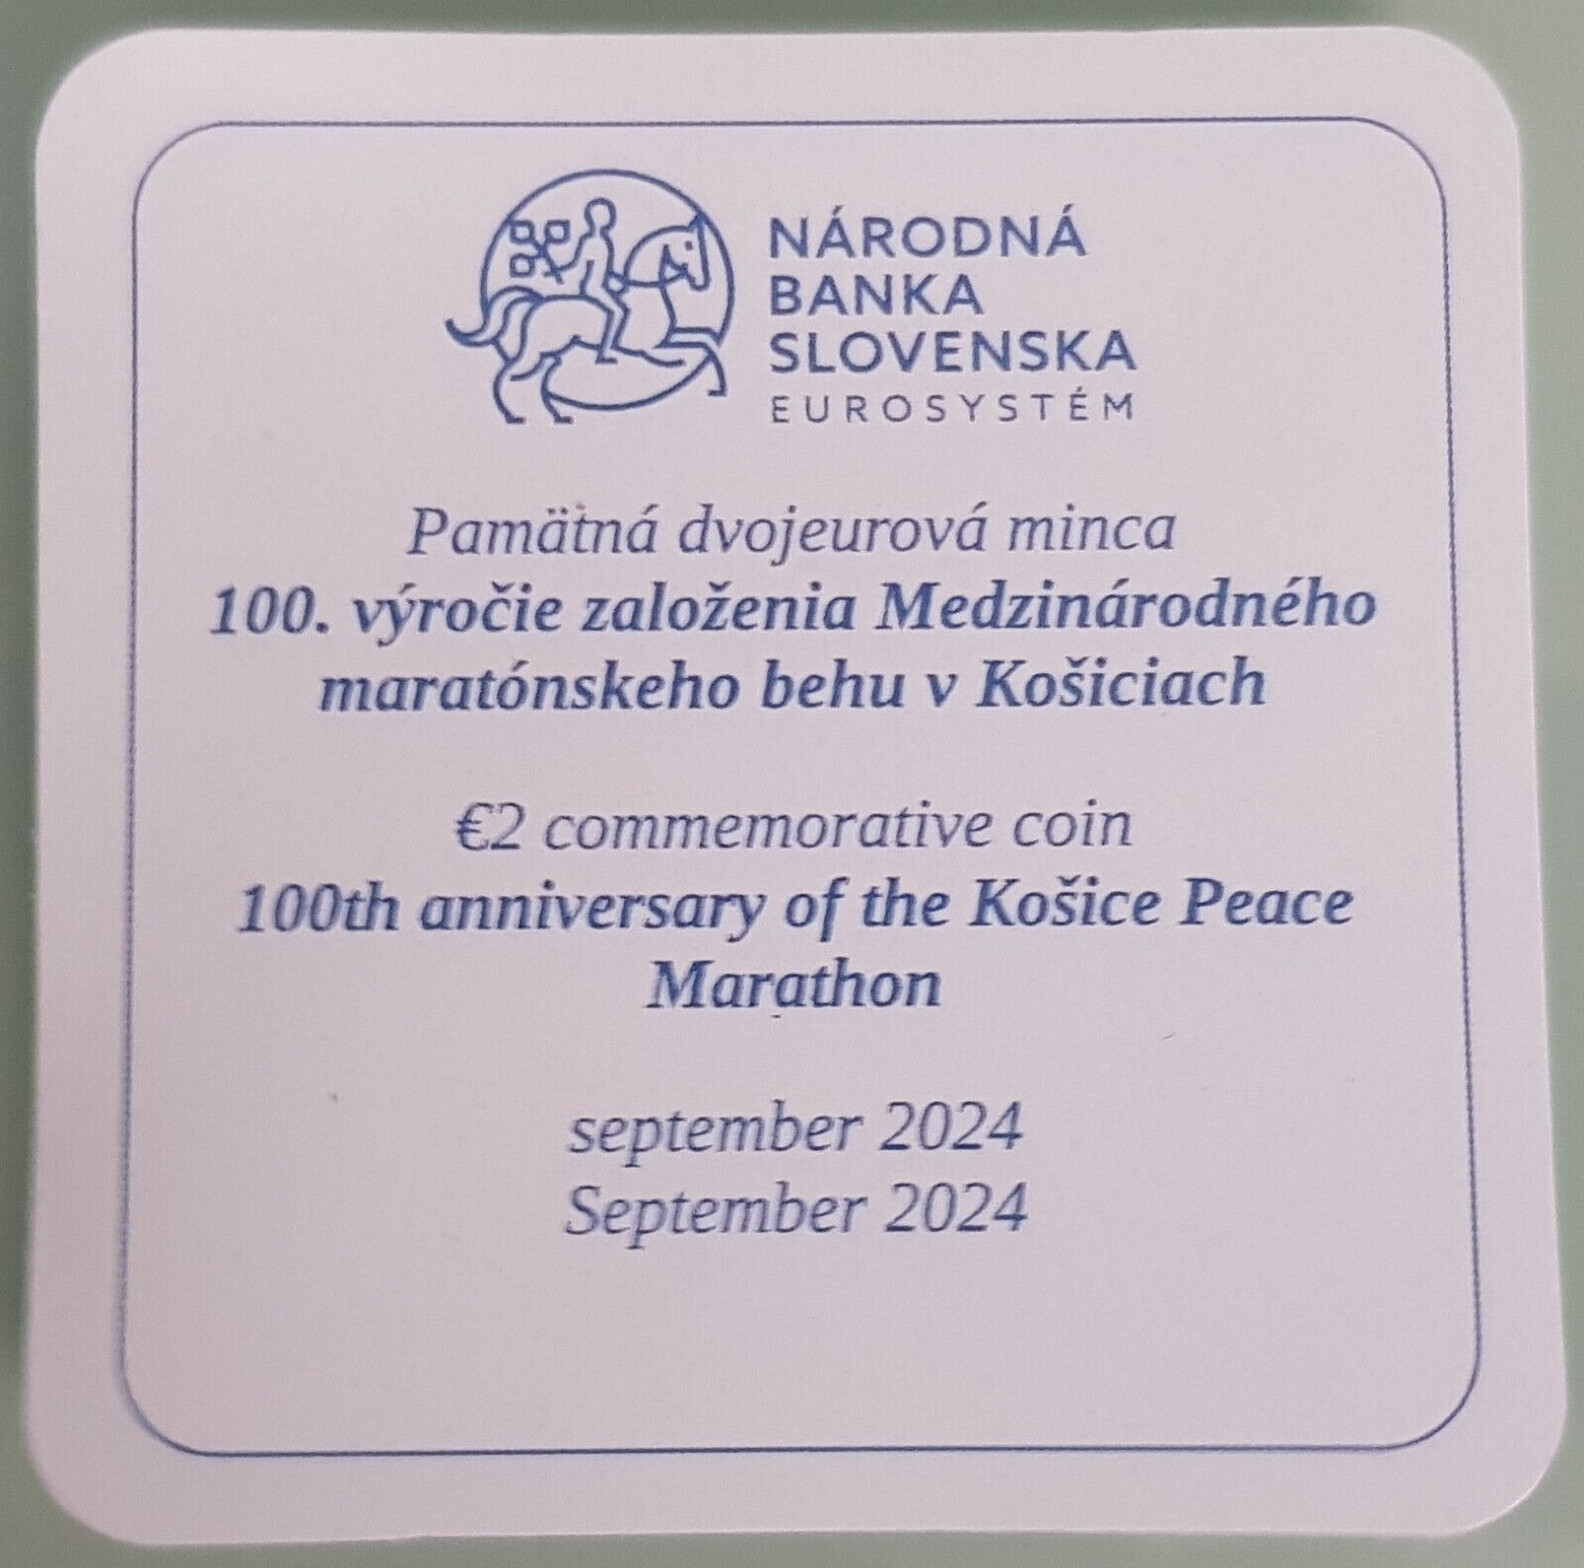 NÁRODNÁ
BANKA
SLOVENSKA
EUROSYSTÉM
Pamätná dvojeurová minca
100. výročie založenia Medzinárodného
maratónskeho behu v Košiciach
€2 commemorative coin
100th anniversary of the Košice Peace
Marathon
september 2024
September 2024